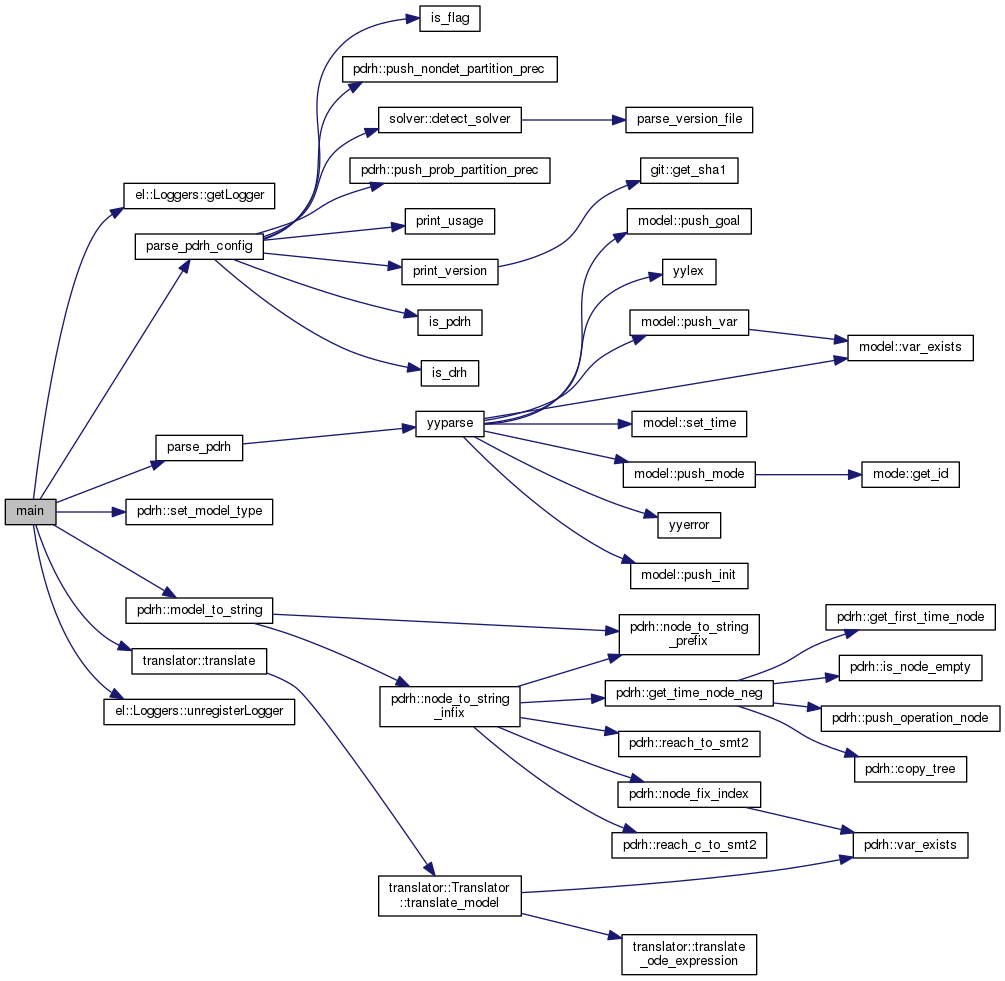 is_flag
pdrh::push_nondet_partition_prec
solver::detect_solver
parse_version_file
pdrh::push_prob_partition_prec
git::get_sha1
el::Loggers::getLogger
print_usage
model::push_goal
parse_pdrh_config
print_version
yylex
is_pdrh
model::push_var
model::var_exists
is_drh
yyparse
model::set_time
parse_pdrh
model::push_mode
mode::get_id
main
pdrh::set_model_type
yyerror
model::push_init
pdrh::model_to_string
pdrh::node_to_string
_prefix
pdrh::get_first_time_node
translator::translate
pdrh::is_node_empty
pdrh::node_to_string
_infix
pdrh::get_time_node_neg
el::Loggers::unregisterLogger
pdrh::push_operation_node
pdrh::reach_to_smt2
pdrh::copy_tree
pdrh::node_fix_index
pdrh::reach_c_to_smt2
pdrh::var_exists
translator::Translator
::translate_model
translator::translate
_ode_expression